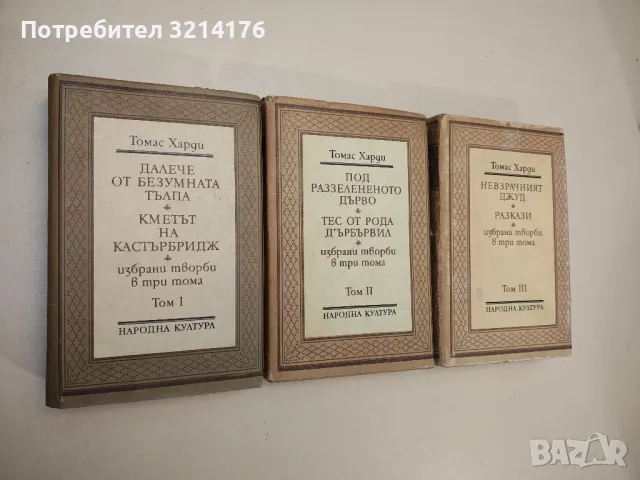 Потребител 3214176
Томас Харди
ДАЛЕЧЕ
ОТ БЕЗУМНАТА
ТЪЛПА
КМЕТЪТ
НА
КАСТЪРБРИДЖ
избрани творби
в три тома
Том I
НАРОДНА КУЛТУРА
Томас Харди
ПОД
РАЗЗЕЛЕНЕНОТО
ДЪРВО
ТЕС ОТ РОДА
Д'ЪРБЪРВИЛ
избрани творби
в три тома
Том II
НАРОДНА КУЛТУРА
Томас Харди
НЕВЗРАЧНИЯТ
ДЖУД
РАЗКАЗИ
избрани творби
в три тома
Том III
НАРОДНА КУЛТУРА
BAZAR
bg